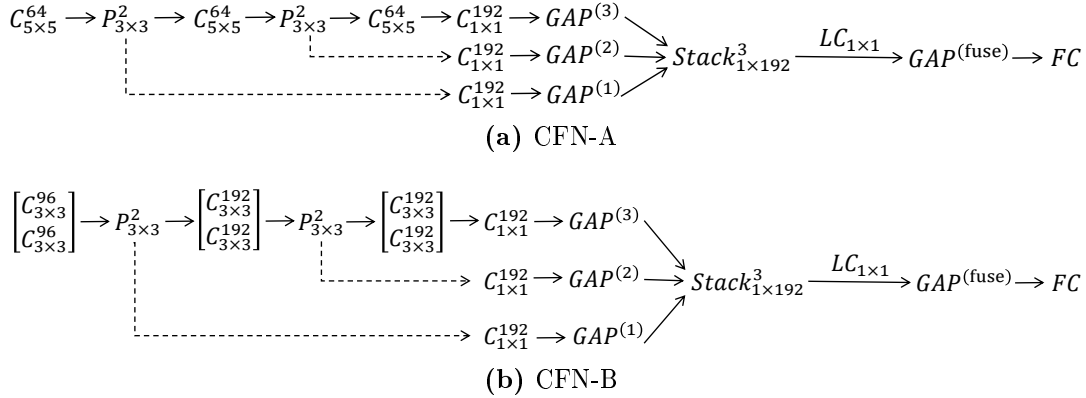 C^{64}_{5×5} → P^{2}_{3×3} → C^{64}_{5×5} → P^{2}_{3×3} → C^{64}_{5×5} → C^{192}_{1×1} → GAP^{(3)}
C^{192}_{1×1} → GAP^{(2)} → Stack^{3}_{1×192} LC_{1×1} → GAP^{(fuse)} → FC
C^{192}_{1×1} → GAP^{(1)}
(a) CFN-A
[C^{96}_{3×3} C^{96}_{3×3}] → P^{2}_{3×3} → [C^{192}_{3×3} C^{192}_{3×3}] → P^{2}_{3×3} → [C^{192}_{3×3} C^{192}_{3×3}] → C^{192}_{1×1} → GAP^{(3)}
C^{192}_{1×1} → GAP^{(2)} → Stack^{3}_{1×192} LC_{1×1} → GAP^{(fuse)} → FC
C^{192}_{1×1} → GAP^{(1)}
(b) CFN-B